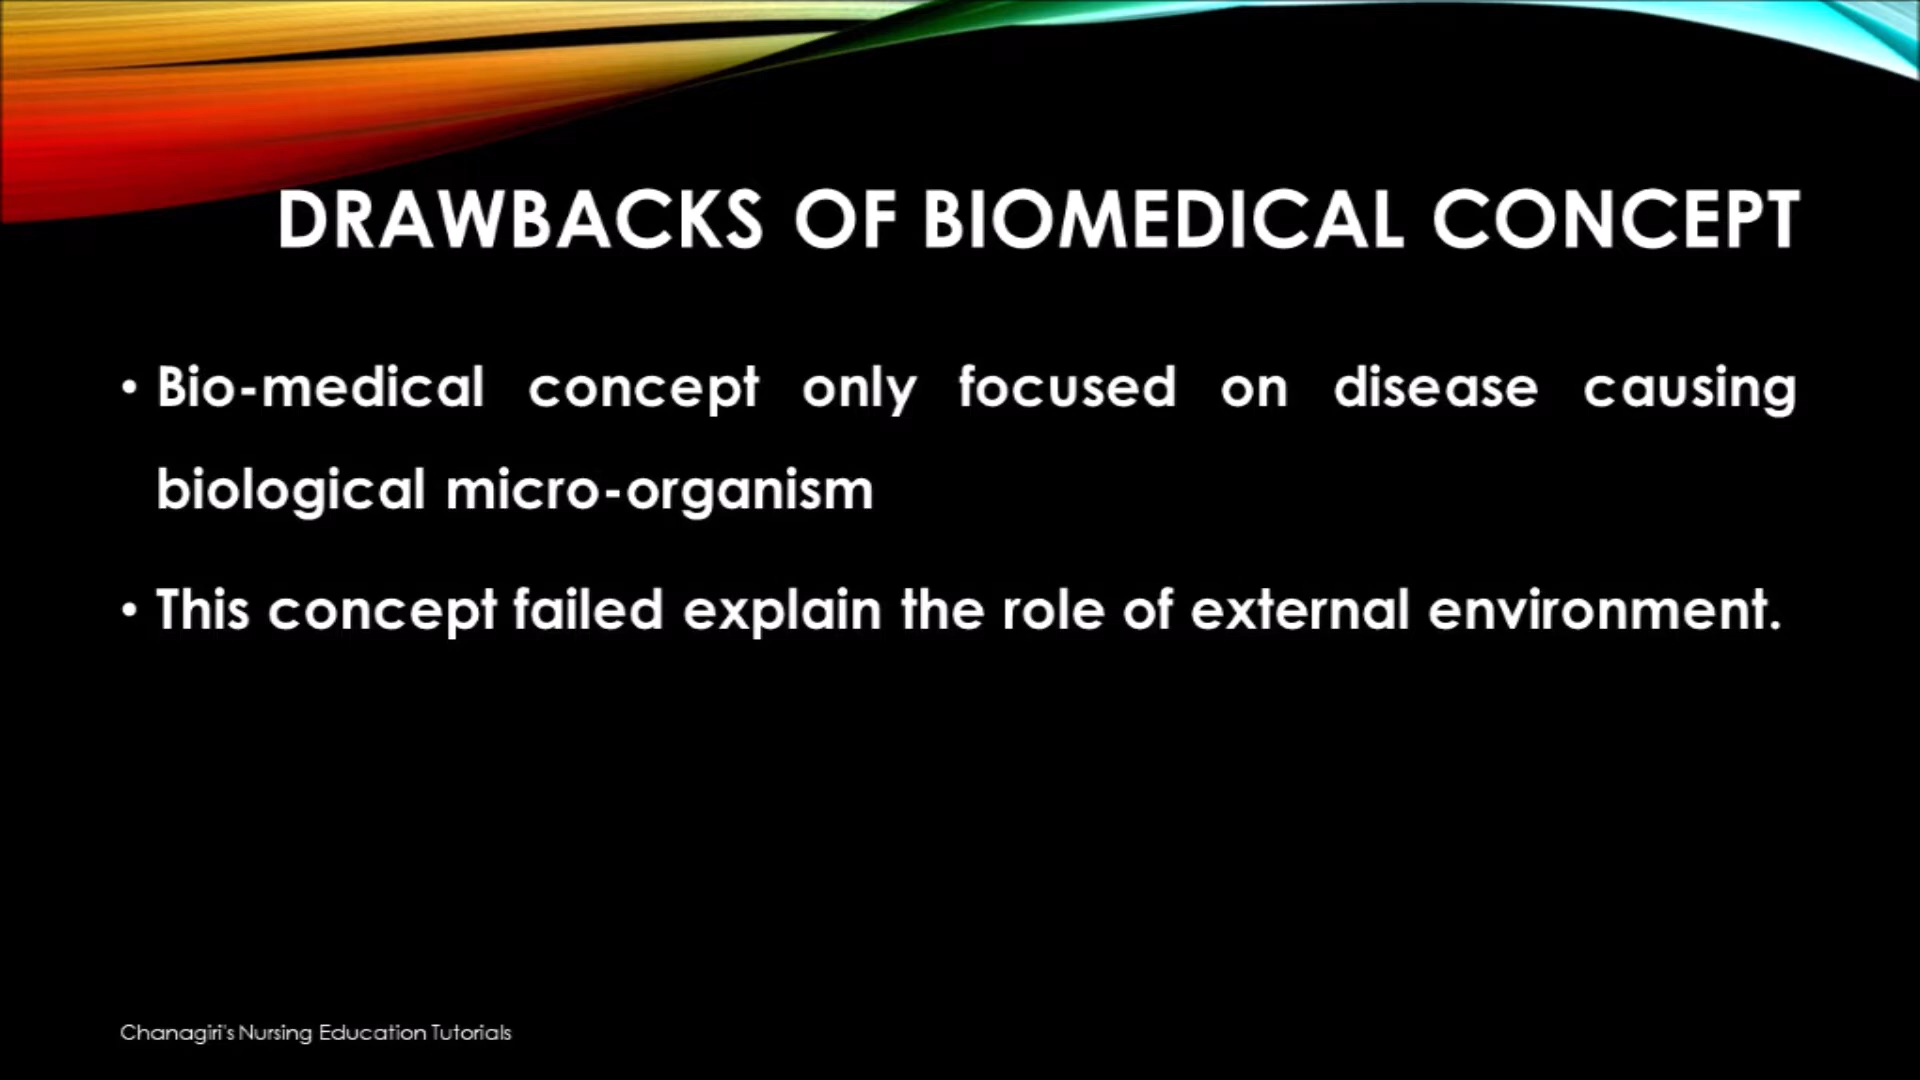 DRAWBACKS OF BIOMEDICAL CONCEPT
• Bio-medical concept only focused on disease causing
biological micro-organism
• This concept failed explain the role of external environment.
Chanagiri's Nursing Education Tutorials